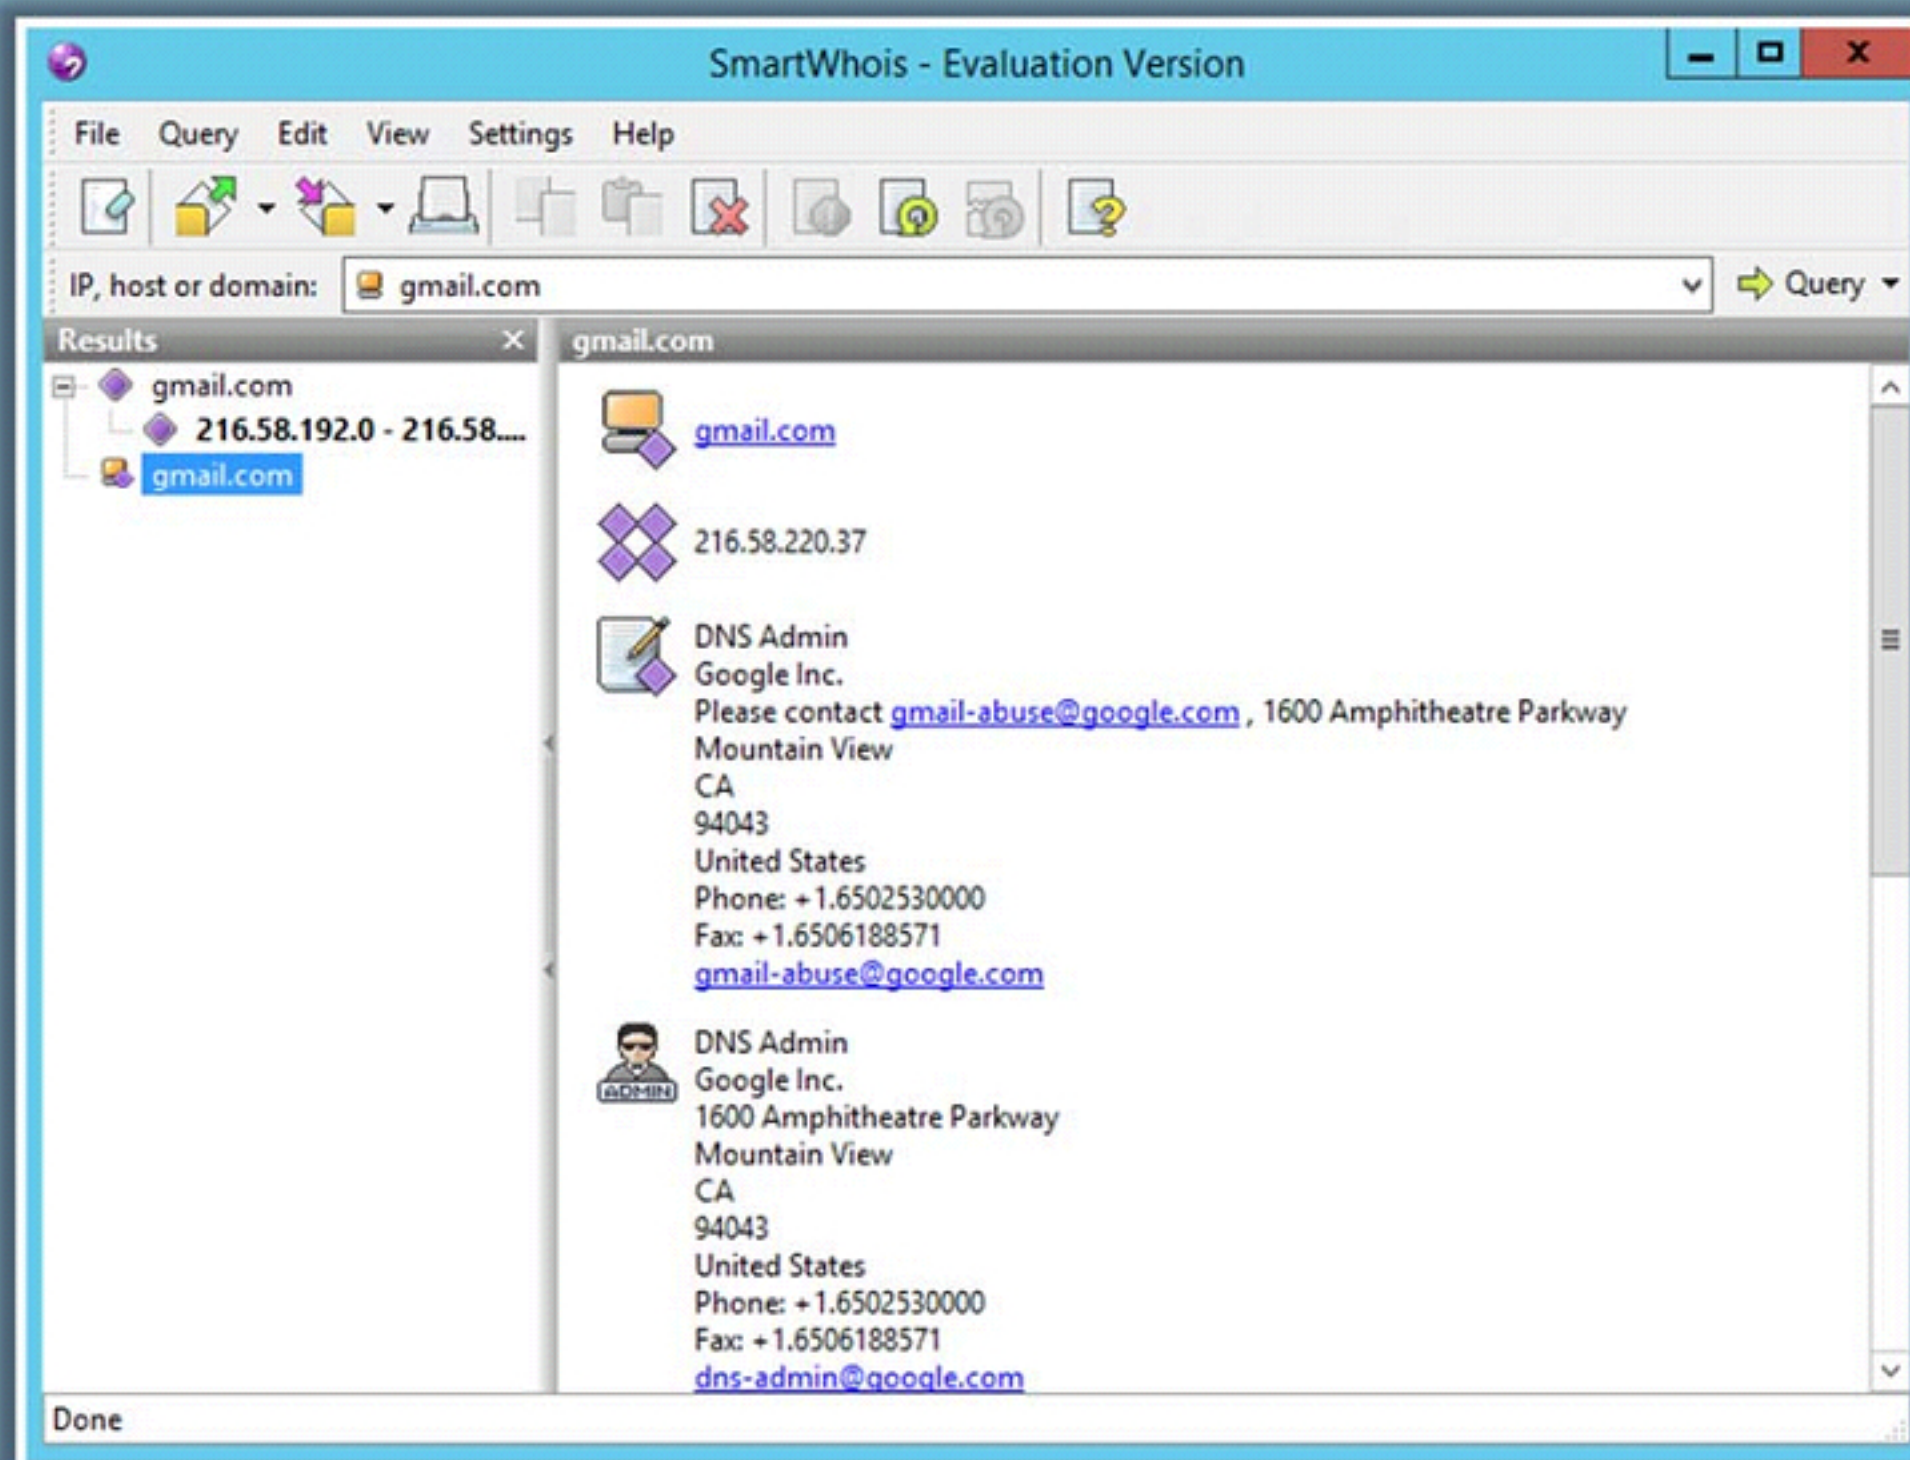 SmartWhois - Evaluation Version
File Query Edit View Settings Help
IP, host or domain: gmail.com Query
Results
gmail.com
216.58.192.0 - 216.58....
gmail.com
gmail.com
gmail.com
216.58.220.37
DNS Admin
Google Inc.
Please contact gmail-abuse@google.com , 1600 Amphitheatre Parkway
Mountain View
CA
94043
United States
Phone: +1.6502530000
Fax: +1.6506188571
gmail-abuse@google.com
ADMIN
DNS Admin
Google Inc.
1600 Amphitheatre Parkway
Mountain View
CA
94043
United States
Phone: +1.6502530000
Fax: +1.6506188571
dns-admin@google.com
Done